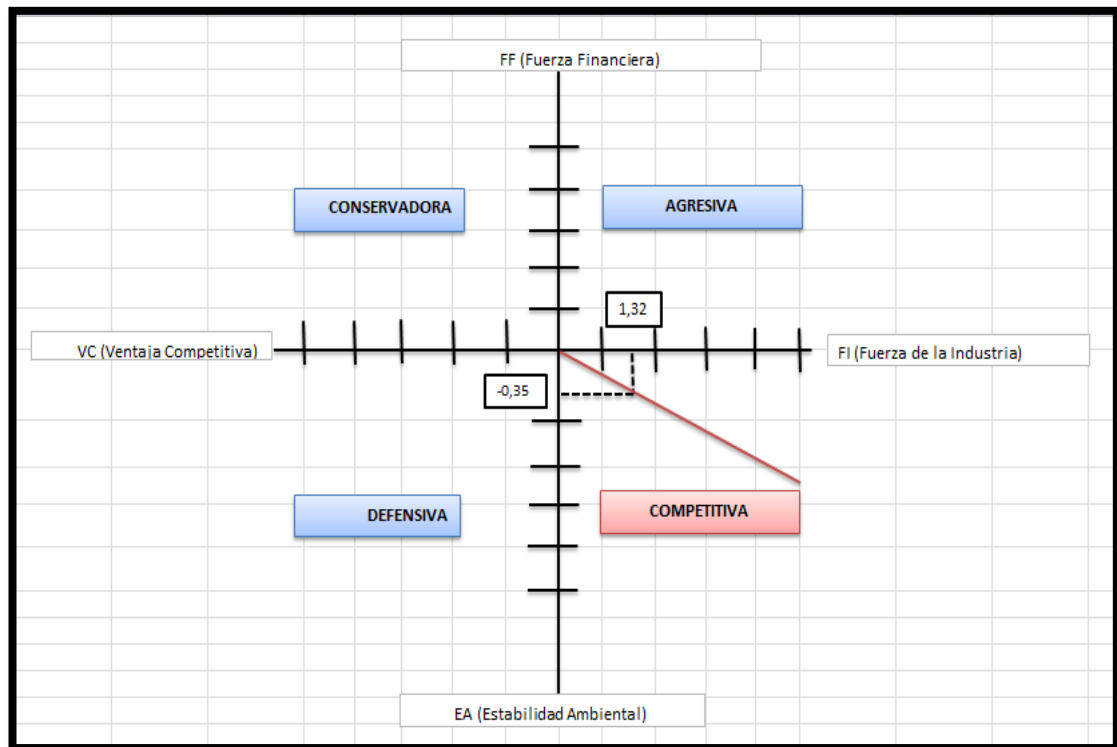 FF (Fuerza Financiera)
CONSERVADORA
AGRESIVA
1,32
VC (Ventaja Competitiva)
FI (Fuerza de la Industria)
-0,35
DEFENSIVA
COMPETITIVA
EA (Estabilidad Ambiental)